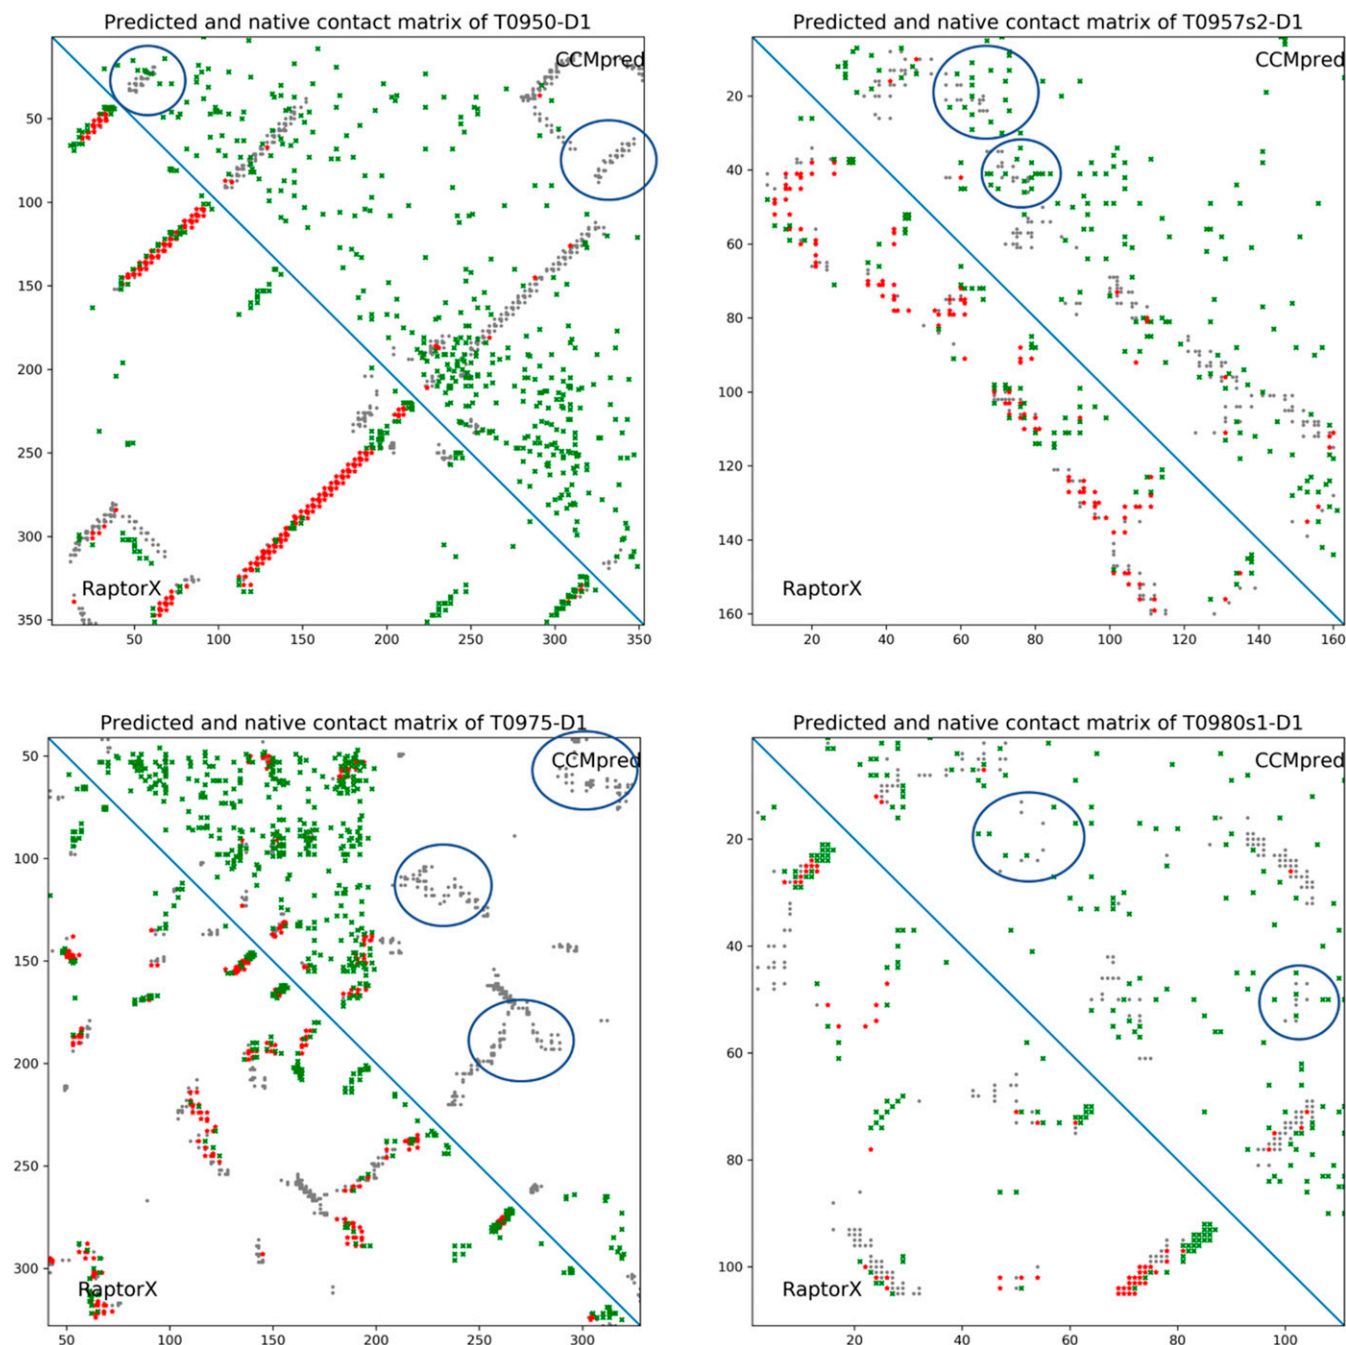 Predicted and native contact matrix of T0950-D1
CCMpred
50
100
150
200
250
300
350
RaptorX
50 100 150 200 250 300 350
Predicted and native contact matrix of T0957s2-D1
CCMpred
20
40
60
80
100
120
140
160
RaptorX
20 40 60 80 100 120 140 160
Predicted and native contact matrix of T0975-D1
CCMpred
50
100
150
200
250
300
RaptorX
50 100 150 200 250 300
Predicted and native contact matrix of T0980s1-D1
CCMpred
20
40
60
80
100
RaptorX
20 40 60 80 100